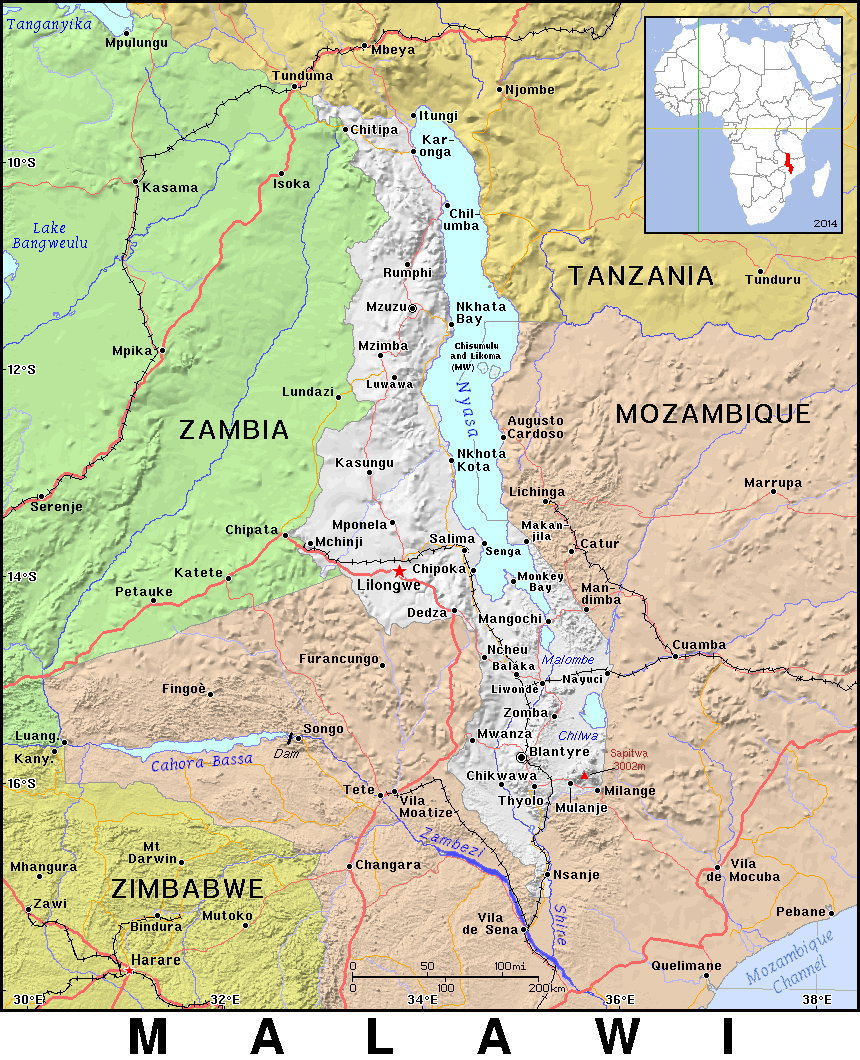 Lake
Tanganyika
Mpulungu
Mbeya
Tunduma
Njombe
Itungi
Chitipa
Kar-
onga
10°S
Kasama
Isoka
2014
Chil-
umba
Lake
Bangweulu
Rumphi
TANZANIA
Tunduru
Mzuzu
Nkhata
Bay
Mpika
Mzimba
Chisumulu
and Likoma
(MW)
12°S
Luwawa
Lundazi
Nyasa
ZAMBIA
MOZAMBIQUE
Augusto
Cardoso
Nkhota
Kota
Kasungu
Marrupa
Lichinga
Serenje
Chipata
Mponela
Makan-
jila
Mchinji
Salima
Senga
Catur
14°S
Katete
Chipoka
Lilongwe
Monkey
Bay
Man-
dimba
Petauke
Dedza
Mangochi
Cuamba
Furancungo
Ncheu
Malombe
Balaka
Nayuci
Fingoè
Liwonde
Zomba
Luang.
Songo
Mwanza
Chilwa
Kany.
Dam
Cahora Bassa
Blantyre
Sapitwa
3002m
16°S
Chikwawa
Tete
Vila
Moatize
Thyolo
Mulanje
Milange
Zambezi
Mt
Darwin
Mhangura
Changara
Vila
de Mocuba
ZIMBABWE
Nsanje
Zawi
Bindura
Mutoko
Vila
de Sena
Shire
Pebane
Harare
Mozambique
Channel
Quelimane
0 50 100mi
0 100 200km
30°E 32°E 34°E 36°E 38°E
MALAWI